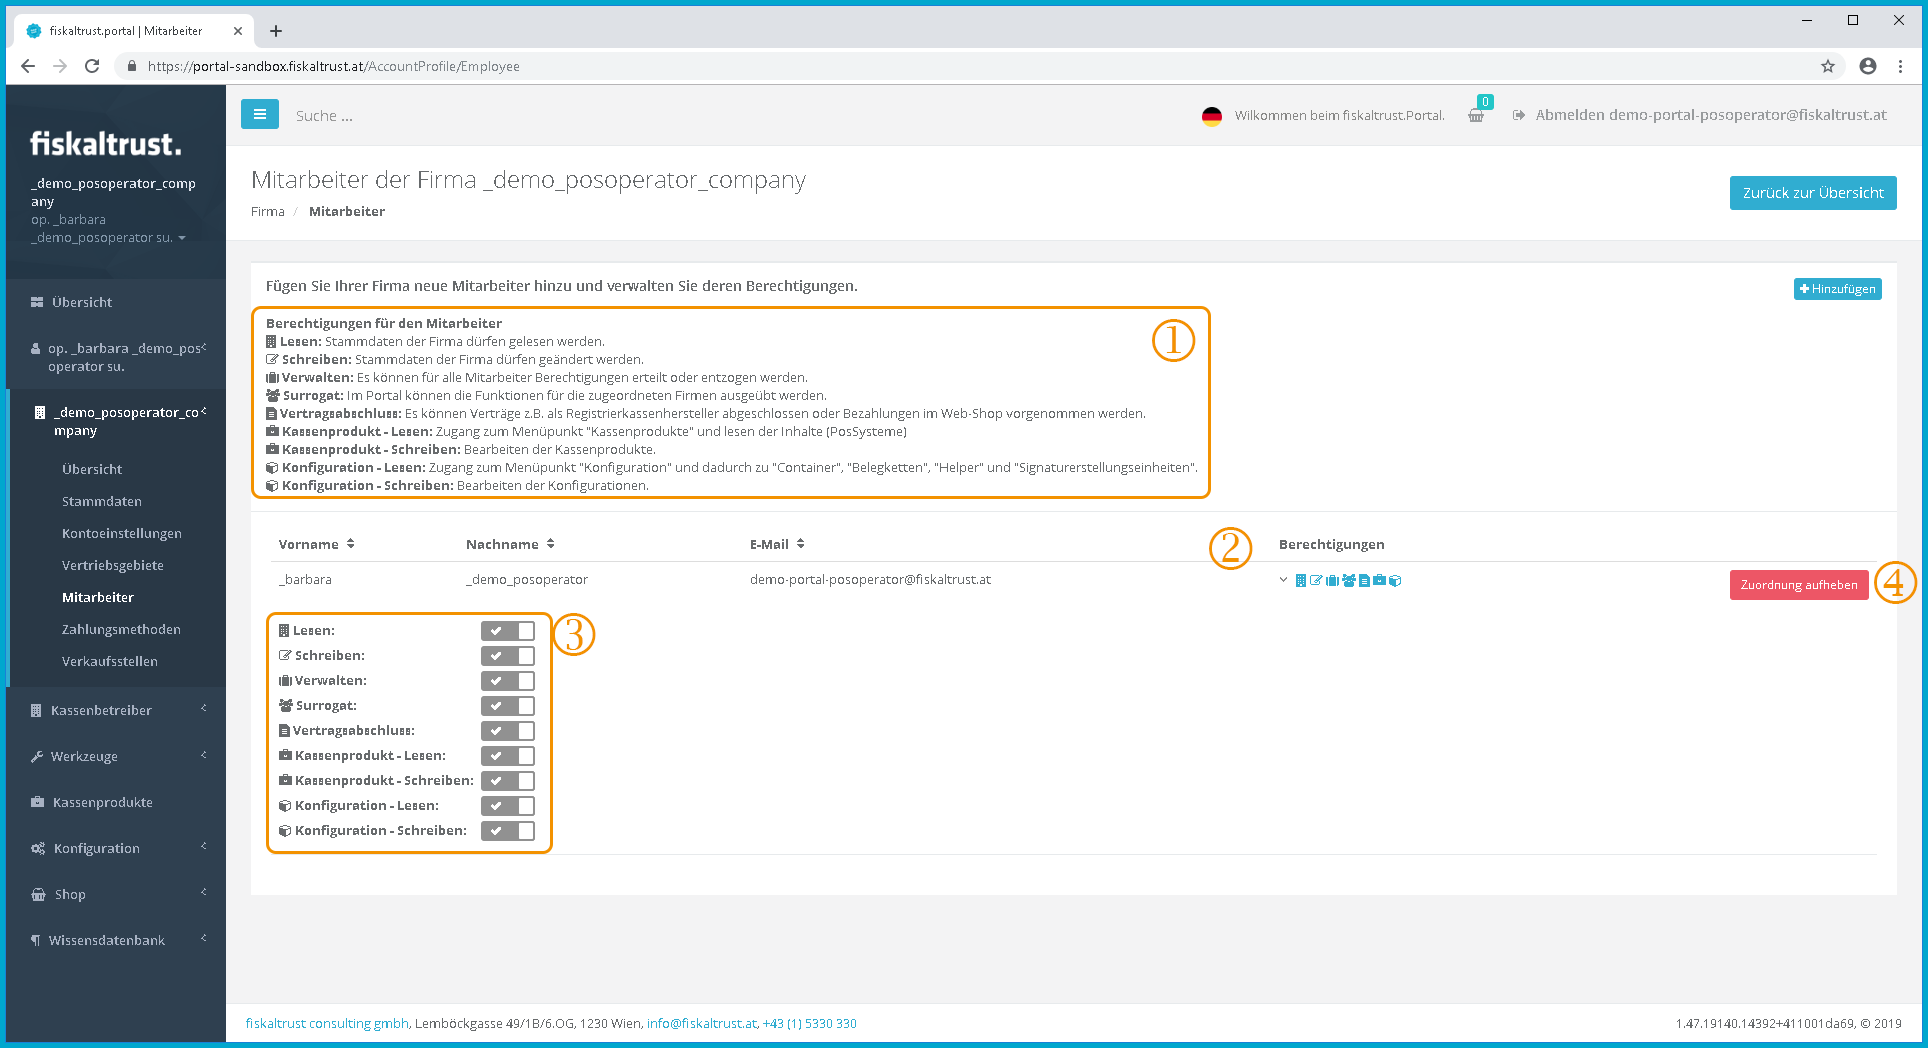 fiskaltrust.portal | Mitarbeiter
https://portal-sandbox.fiskaltrust.at/AccountProfile/Employee
fiskaltrust.
_demo_posoperator_comp
any
op. _barbara
_demo_posoperator su.
Übersicht
op. _barbara _demo_pos
operator su.
_demo_posoperator_co
mpany
Übersicht
Stammdaten
Kontoeinstellungen
Vertriebsgebiete
Mitarbeiter
Zahlungsmethoden
Verkaufsstellen
Kassenbetreiber
Werkzeuge
Kassenprodukte
Konfiguration
Shop
Wissensdatenbank
Suche ...
Wilkommen beim fiskaltrust.Portal.
0
Abmelden demo-portal-posoperator@fiskaltrust.at
Mitarbeiter der Firma _demo_posoperator_company
Firma / Mitarbeiter
Zurück zur Übersicht
Fügen Sie Ihrer Firma neue Mitarbeiter hinzu und verwalten Sie deren Berechtigungen.
Hinzufügen
Berechtigungen für den Mitarbeiter
Lesen: Stammdaten der Firma dürfen gelesen werden.
Schreiben: Stammdaten der Firma dürfen geändert werden.
Verwalten: Es können für alle Mitarbeiter Berechtigungen erteilt oder entzogen werden.
Surrogat: Im Portal können die Funktionen für die zugeordneten Firmen ausgeübt werden.
Vertragsabschluss: Es können Verträge z.B. als Registrierkassenhersteller abgeschlossen oder Bezahlungen im Web-Shop vorgenommen werden.
Kassenprodukt - Lesen: Zugang zum Menüpunkt "Kassenprodukte" und lesen der Inhalte (PosSysteme)
Kassenprodukt - Schreiben: Bearbeiten der Kassenprodukte.
Konfiguration - Lesen: Zugang zum Menüpunkt "Konfiguration" und dadurch zu "Container", "Belegketten", "Helper" und "Signaturerstellungseinheiten".
Konfiguration - Schreiben: Bearbeiten der Konfigurationen.
1
Vorname Nachname E-Mail 2 Berechtigungen
_barbara _demo_posoperator demo-portal-posoperator@fiskaltrust.at Zuordnung aufheben 4
Lesen:
3
Schreiben:
Verwalten:
Surrogat:
Vertragsabschluss:
Kassenprodukt - Lesen:
Kassenprodukt - Schreiben:
Konfiguration - Lesen:
Konfiguration - Schreiben:
fiskaltrust consulting gmbh, Lemböckgasse 49/1B/6.OG, 1230 Wien, info@fiskaltrust.at, +43 (1) 5330 330
1.47.19140.14392+411001da69, © 2019